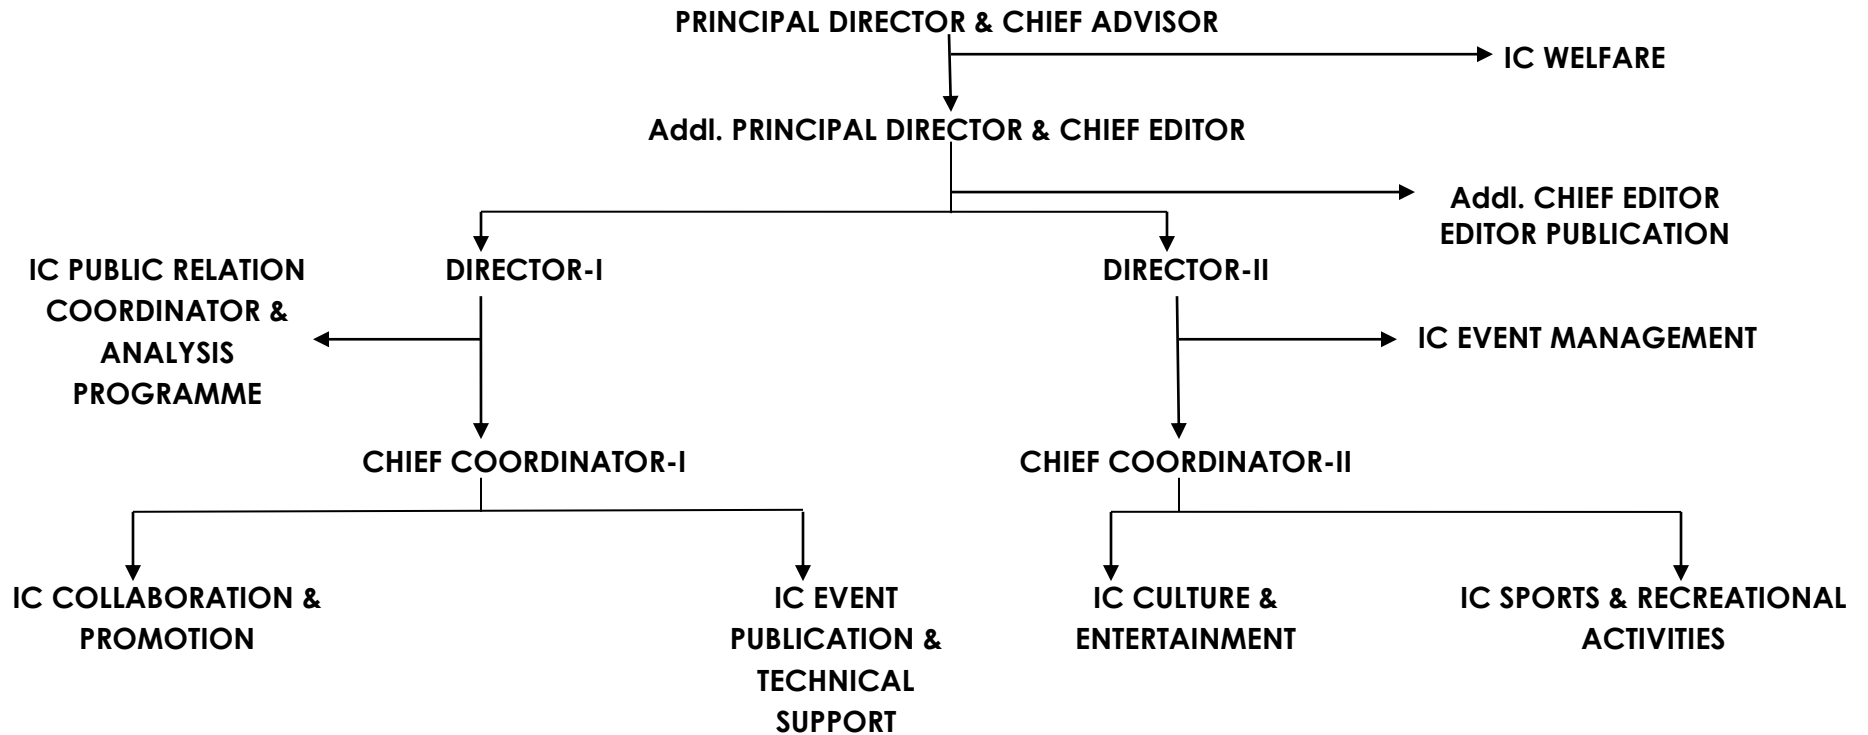 PRINCIPAL DIRECTOR & CHIEF ADVISOR
IC WELFARE
Addl. PRINCIPAL DIRECTOR & CHIEF EDITOR
Addl. CHIEF EDITOR
EDITOR PUBLICATION
IC PUBLIC RELATION
COORDINATOR &
ANALYSIS
PROGRAMME
DIRECTOR-I
DIRECTOR-II
IC EVENT MANAGEMENT
CHIEF COORDINATOR-I
CHIEF COORDINATOR-II
IC COLLABORATION &
PROMOTION
IC EVENT
PUBLICATION &
TECHNICAL
SUPPORT
IC CULTURE &
ENTERTAINMENT
IC SPORTS & RECREATIONAL
ACTIVITIES